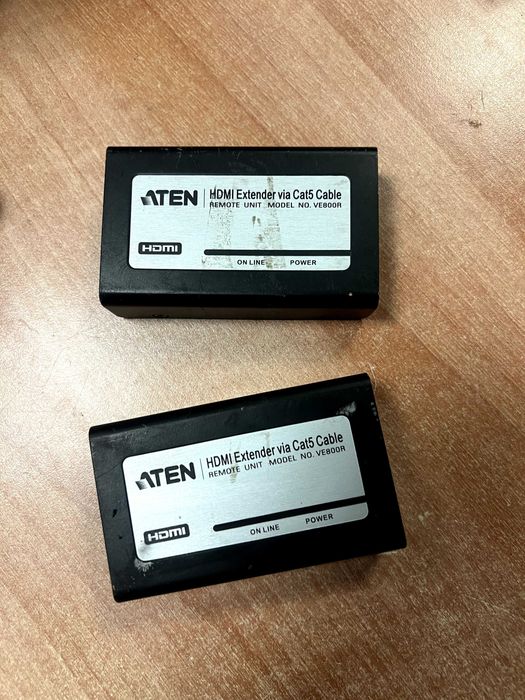 ATEN
HDMI Extender via Cat5 Cable
REMOTE UNIT MODEL NO. VE800R
HDMI
ON LINE POWER
ATEN
HDMI Extender via Cat5 Cable
REMOTE UNIT MODEL NO. VE800R
HDMI
ON LINE POWER